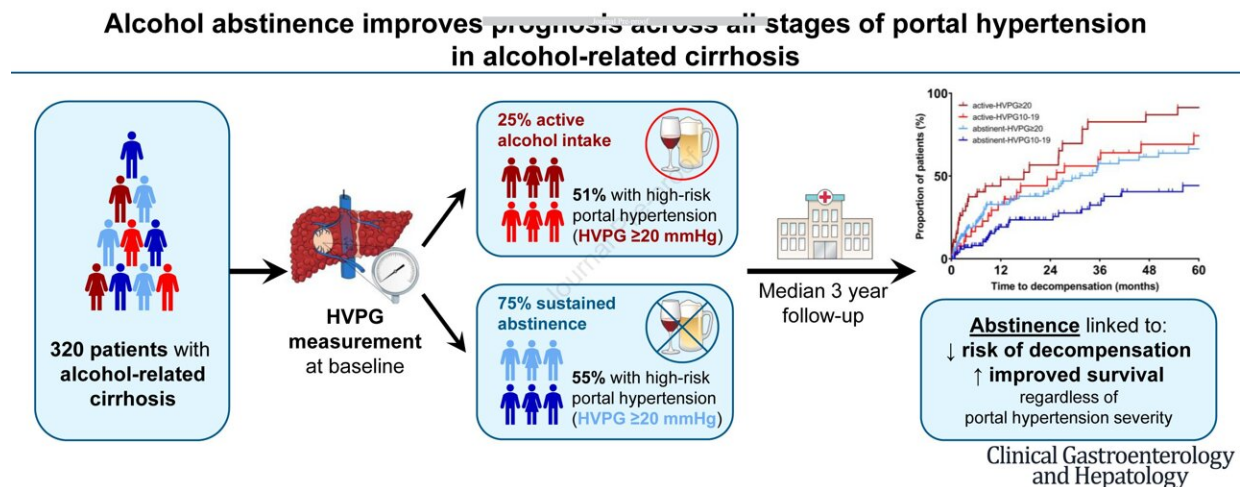 Alcohol abstinence improves prognosis across all stages of portal hypertension
in alcohol-related cirrhosis
Journal Pre-proof
320 patients with
alcohol-related
cirrhosis
HVPG
measurement
at baseline
25% active
alcohol intake
51% with high-risk
portal hypertension
(HVPG ≥20 mmHg)
75% sustained
abstinence
55% with high-risk
portal hypertension
(HVPG ≥20 mmHg)
Median 3 year
follow-up
Proportion of patients (%)
100
50
0
active-HVPG≥20
active-HVPG10-19
abstinent-HVPG≥20
abstinent-HVPG10-19
0 12 24 36 48 60
Time to decompensation (months)
Abstinence linked to:
↓ risk of decompensation
↑ improved survival
regardless of
portal hypertension severity
Clinical Gastroenterology
and Hepatology